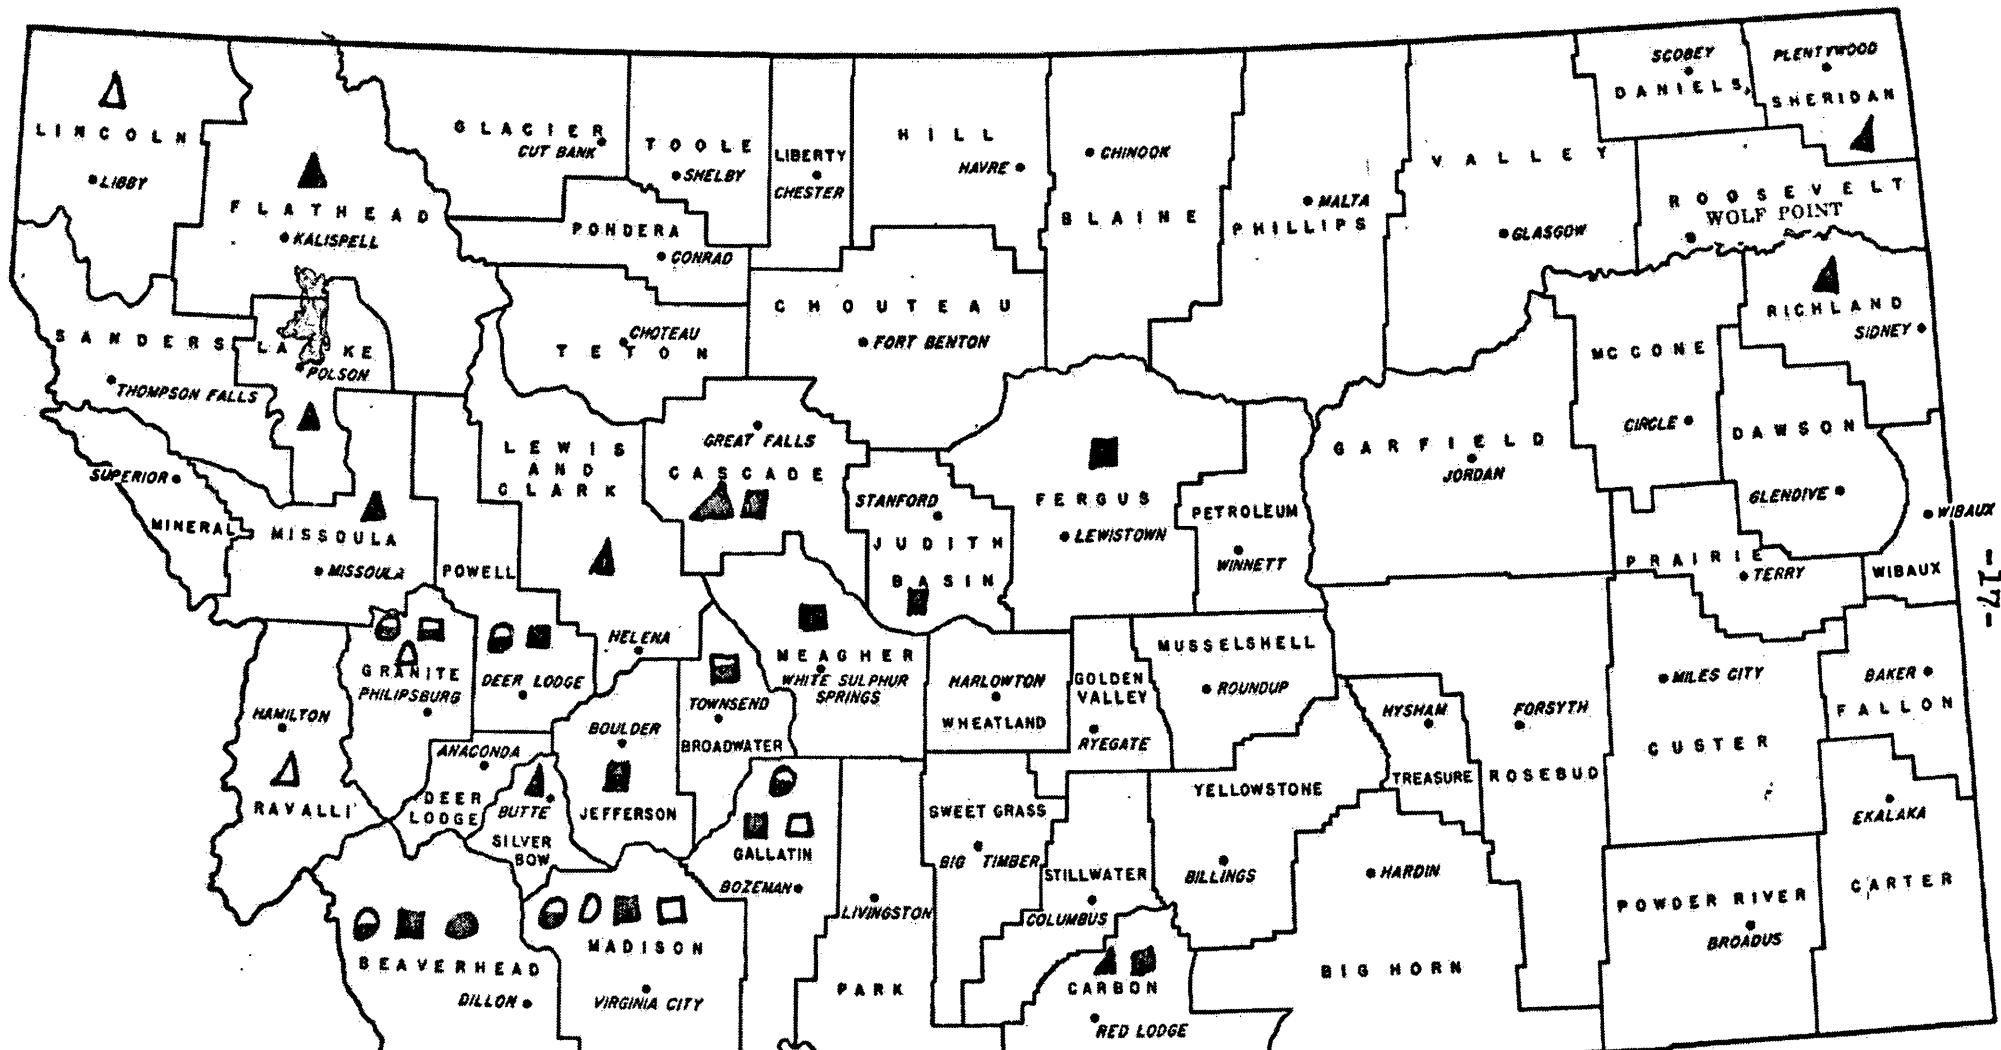 SCOBEY
DANIELS
PLENTYWOOD
SHERIDAN
LINCOLN
LIBBY
FLATHEAD
KALISPELL
GLACIER
CUT BANK
TOOLE
SHELBY
LIBERTY
CHESTER
HILL
HAVRE
CHINOOK
BLAINE
MALTA
PHILLIPS
VALLEY
GLASGOW
ROOSEVELT
WOLF POINT
PONDERA
CONRAD
CHOUTEAU
FORT BENTON
CHOTEAU
TETON
RICHLAND
SIDNEY
SANDERS
THOMPSON FALLS
LAKE
POLSON
MCCONE
CIRCLE
DAWSON
GLENDIVE
GARFIELD
JORDAN
GREAT FALLS
CASCADE
LEWIS
AND
CLARK
HELENA
STANFORD
JUDITH
BASIN
FERGUS
LEWISTOWN
PETROLEUM
WINNETT
SUPERIOR
MINERAL
MISSOULA
MISSOULA
POWELL
DEER LODGE
PRAIRIE
TERRY
WIBAUX
WIBAUX
-17-
GRANITE
PHILIPSBURG
HAMILTON
RAVALLI
ANACONDA
DEER
LODGE
BUTTE
SILVER
BOW
BOULDER
JEFFERSON
TOWNSEND
BROADWATER
MEAGHER
WHITE SULPHUR
SPRINGS
HARLOWTON
WHEATLAND
GOLDEN
VALLEY
RYEGATE
MUSSELSHELL
ROUNDUP
HYSHAM
TREASURE
FORSYTH
ROSEBUD
MILES CITY
CUSTER
BAKER
FALLON
EKALAKA
CARTER
GALLATIN
BOZEMAN
LIVINGSTON
PARK
SWEET GRASS
BIG TIMBER
STILLWATER
COLUMBUS
YELLOWSTONE
BILLINGS
HARDIN
BIG HORN
POWDER RIVER
BROADUS
BEAVERHEAD
DILLON
MADISON
VIRGINIA CITY
CARBON
RED LODGE